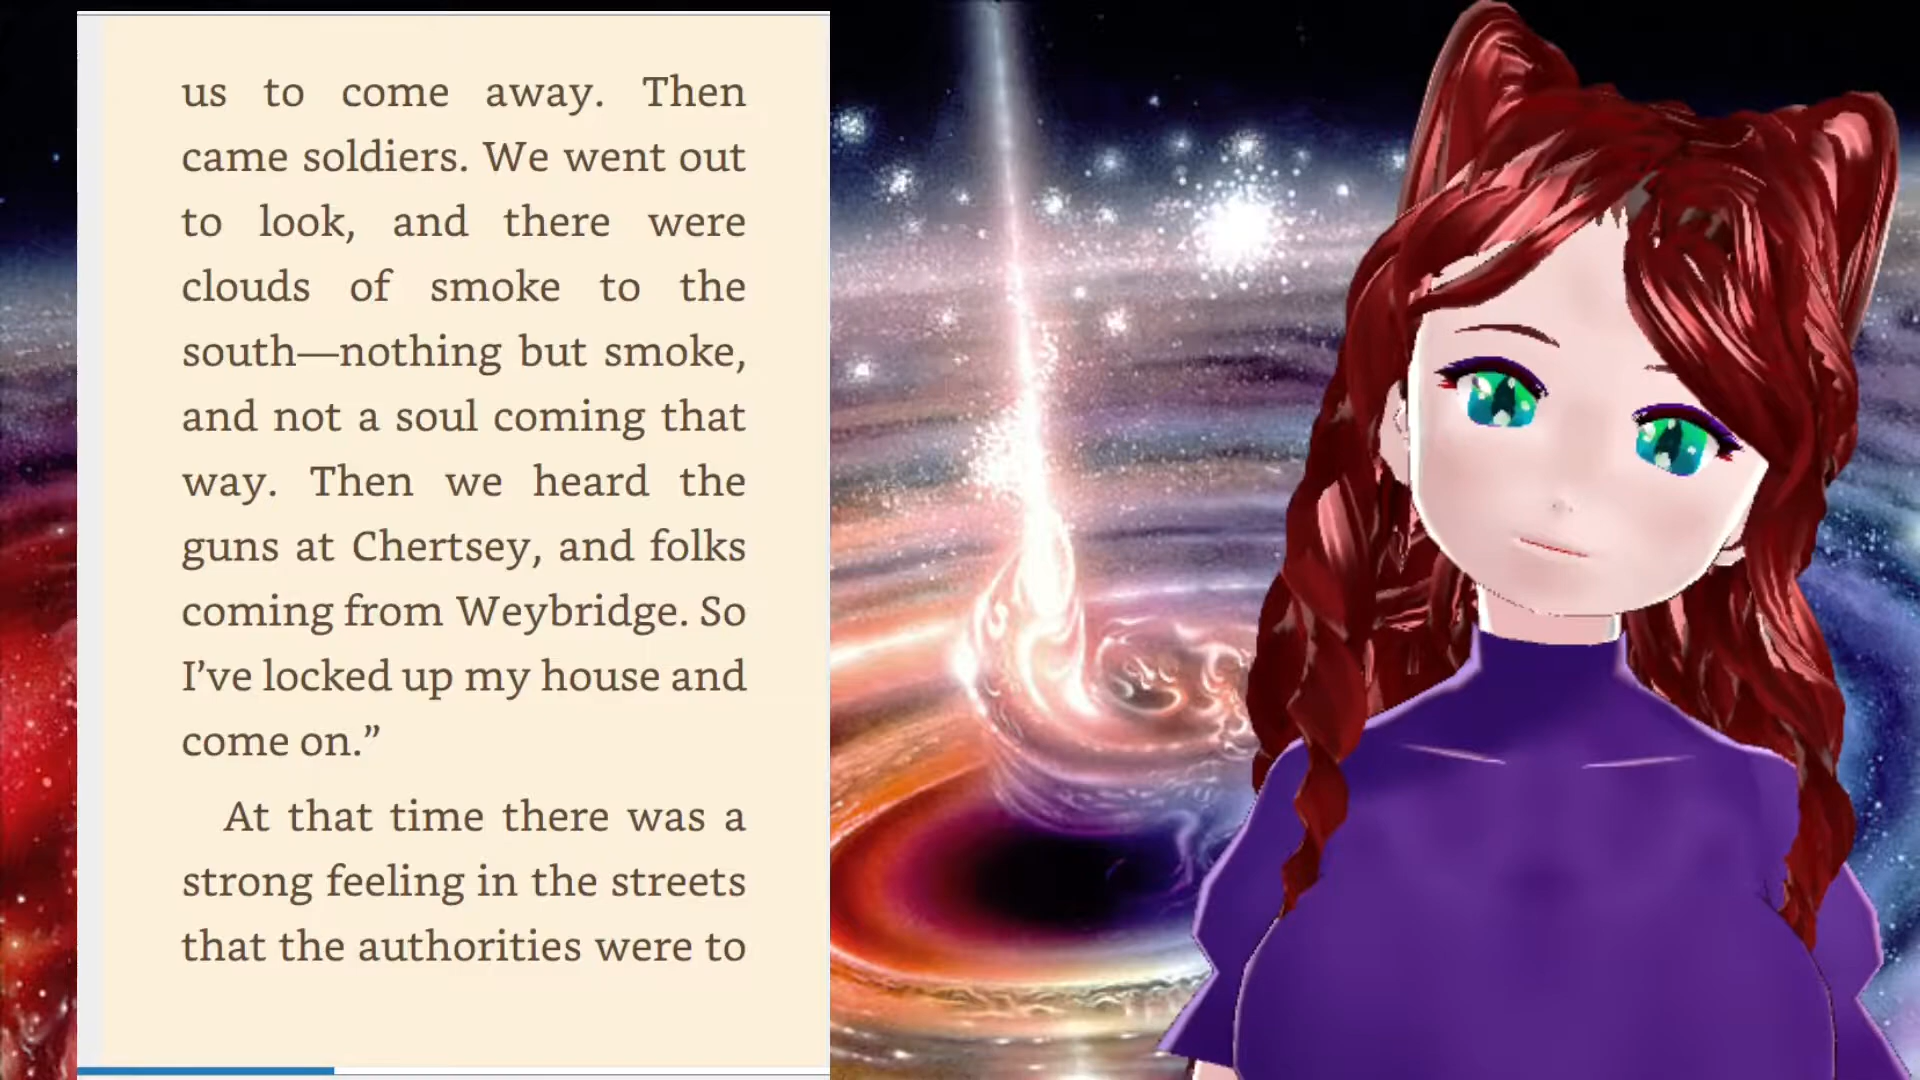 us to come away. Then
came soldiers. We went out
to look, and there were
clouds of smoke to the
south—nothing but smoke,
and not a soul coming that
way. Then we heard the
guns at Chertsey, and folks
coming from Weybridge. So
I’ve locked up my house and
come on.”
At that time there was a
strong feeling in the streets
that the authorities were to